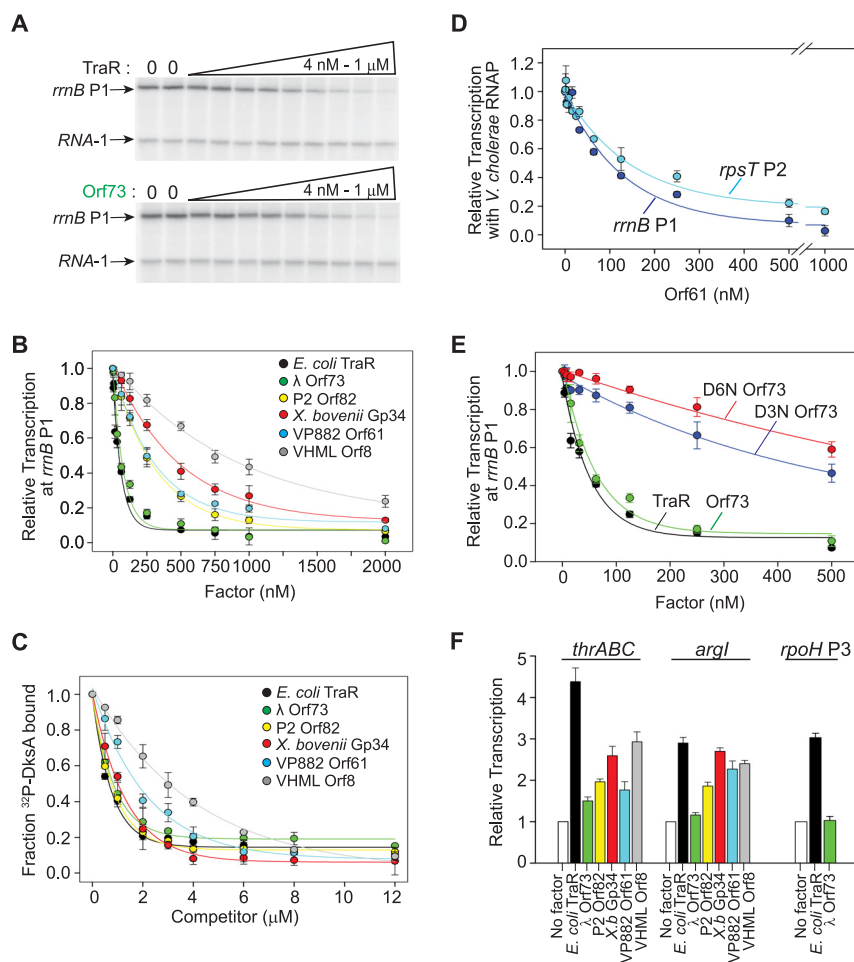 A
TraR :
0 0
4 nM - 1 μM
rrnB P1
RNA-1
Orf73
0 0
4 nM - 1 μM
rrnB P1
RNA-1
B
Relative Transcription
at rrnB P1
1.0
0.8
0.6
0.4
0.2
0.0
E. coli TraR
λ Orf73
P2 Orf82
X. bovenii Gp34
VP882 Orf61
VHML Orf8
0 250 500 750 1000 1500 2000
Factor (nM)
C
Fraction 32P-DksA bound
1.0
0.8
0.6
0.4
0.2
0.0
E. coli TraR
λ Orf73
P2 Orf82
X. bovenii Gp34
VP882 Orf61
VHML Orf8
0 2 4 6 8 10 12
Competitor (μM)
D
Relative Transcription
with V. cholerae RNAP
1.2
1.0
0.8
0.6
0.4
0.2
0.0
rpsT P2
rrnB P1
0 100 200 300 400 500 1000
Orf61 (nM)
E
Relative Transcription
at rrnB P1
1.0
0.8
0.6
0.4
0.2
0.0
D6N Orf73
D3N Orf73
TraR
Orf73
0 100 200 300 400 500
Factor (nM)
F
Relative Transcription
5
4
3
2
1
0
thrABC
argI
rpoH P3
No factor
E. coli TraR
λ Orf73
P2 Orf82
X.b Gp34
VP882 Orf61
VHML Orf8
No factor
E. coli TraR
λ Orf73
P2 Orf82
X.b Gp34
VP882 Orf61
VHML Orf8
No factor
E. coli TraR
λ Orf73